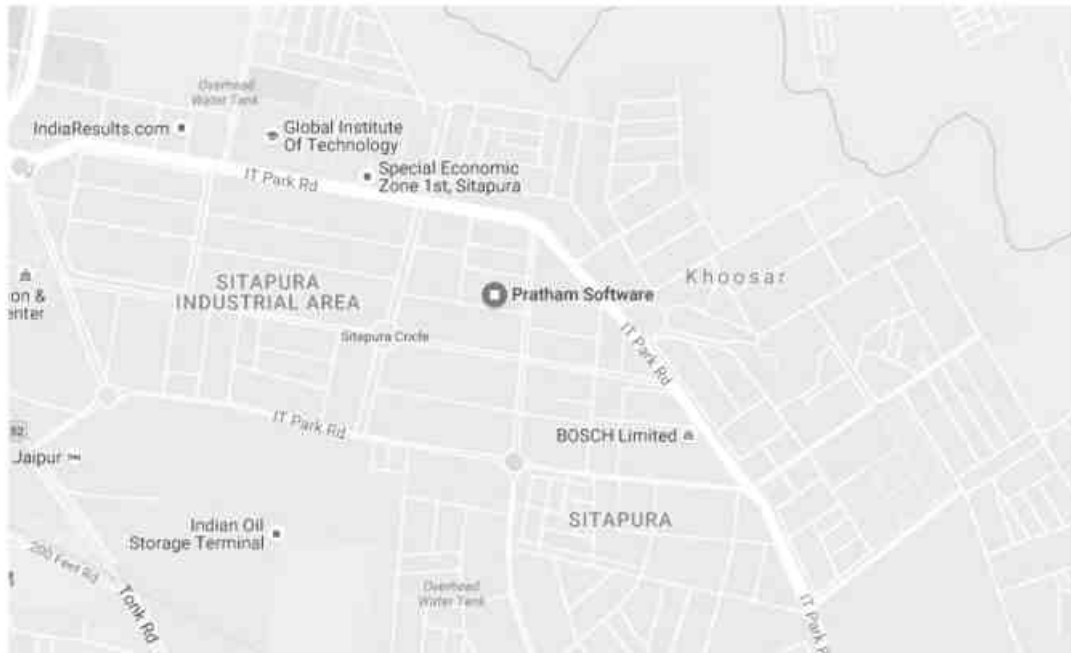 Overhead
Water Tank
IndiaResults.com
Global Institute
Of Technology
Special Economic
Zone 1st, Sitapura
IT Park Rd
Khoosar
SITAPURA
INDUSTRIAL AREA
on &
enter
Pratham Software
Sitapura Circle
IT Park Rd
IT Park Rd
BOSCH Limited
Jaipur
SITAPURA
Indian Oil
Storage Terminal
200 Feet Rd
Tonk Rd
Overhead
Water Tank
IT Park R